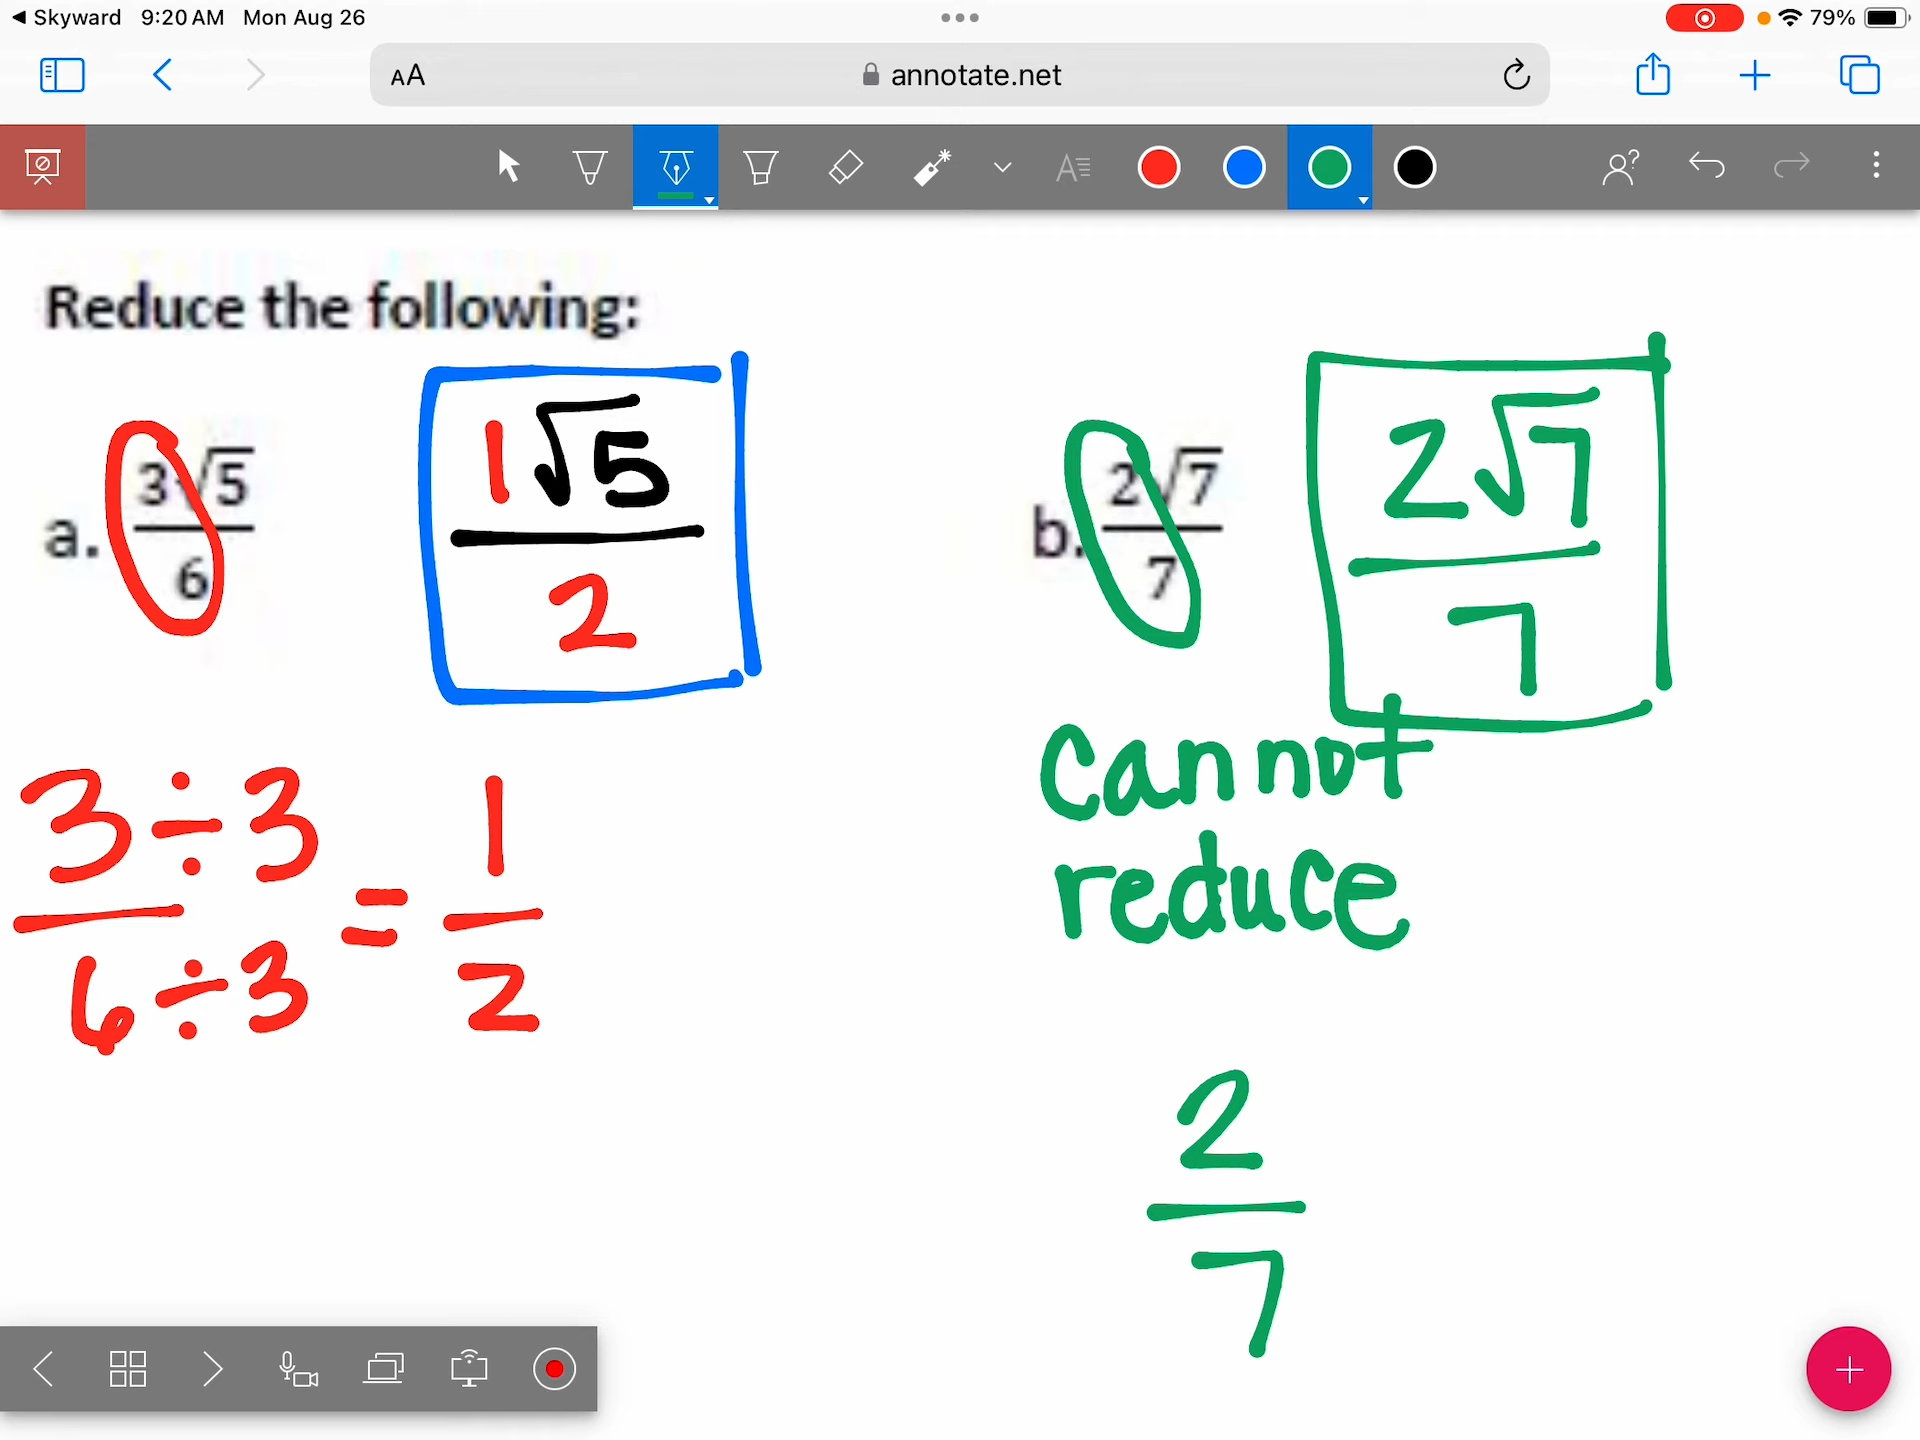 ◀ Skyward 9:20 AM Mon Aug 26 79%
AA annotate.net
A
Reduce the following:
a. 3√5
6
1√5
2
b. 2√7
7
2√7
7
cannot
reduce
3÷3 = 1
6÷3 2
2
7